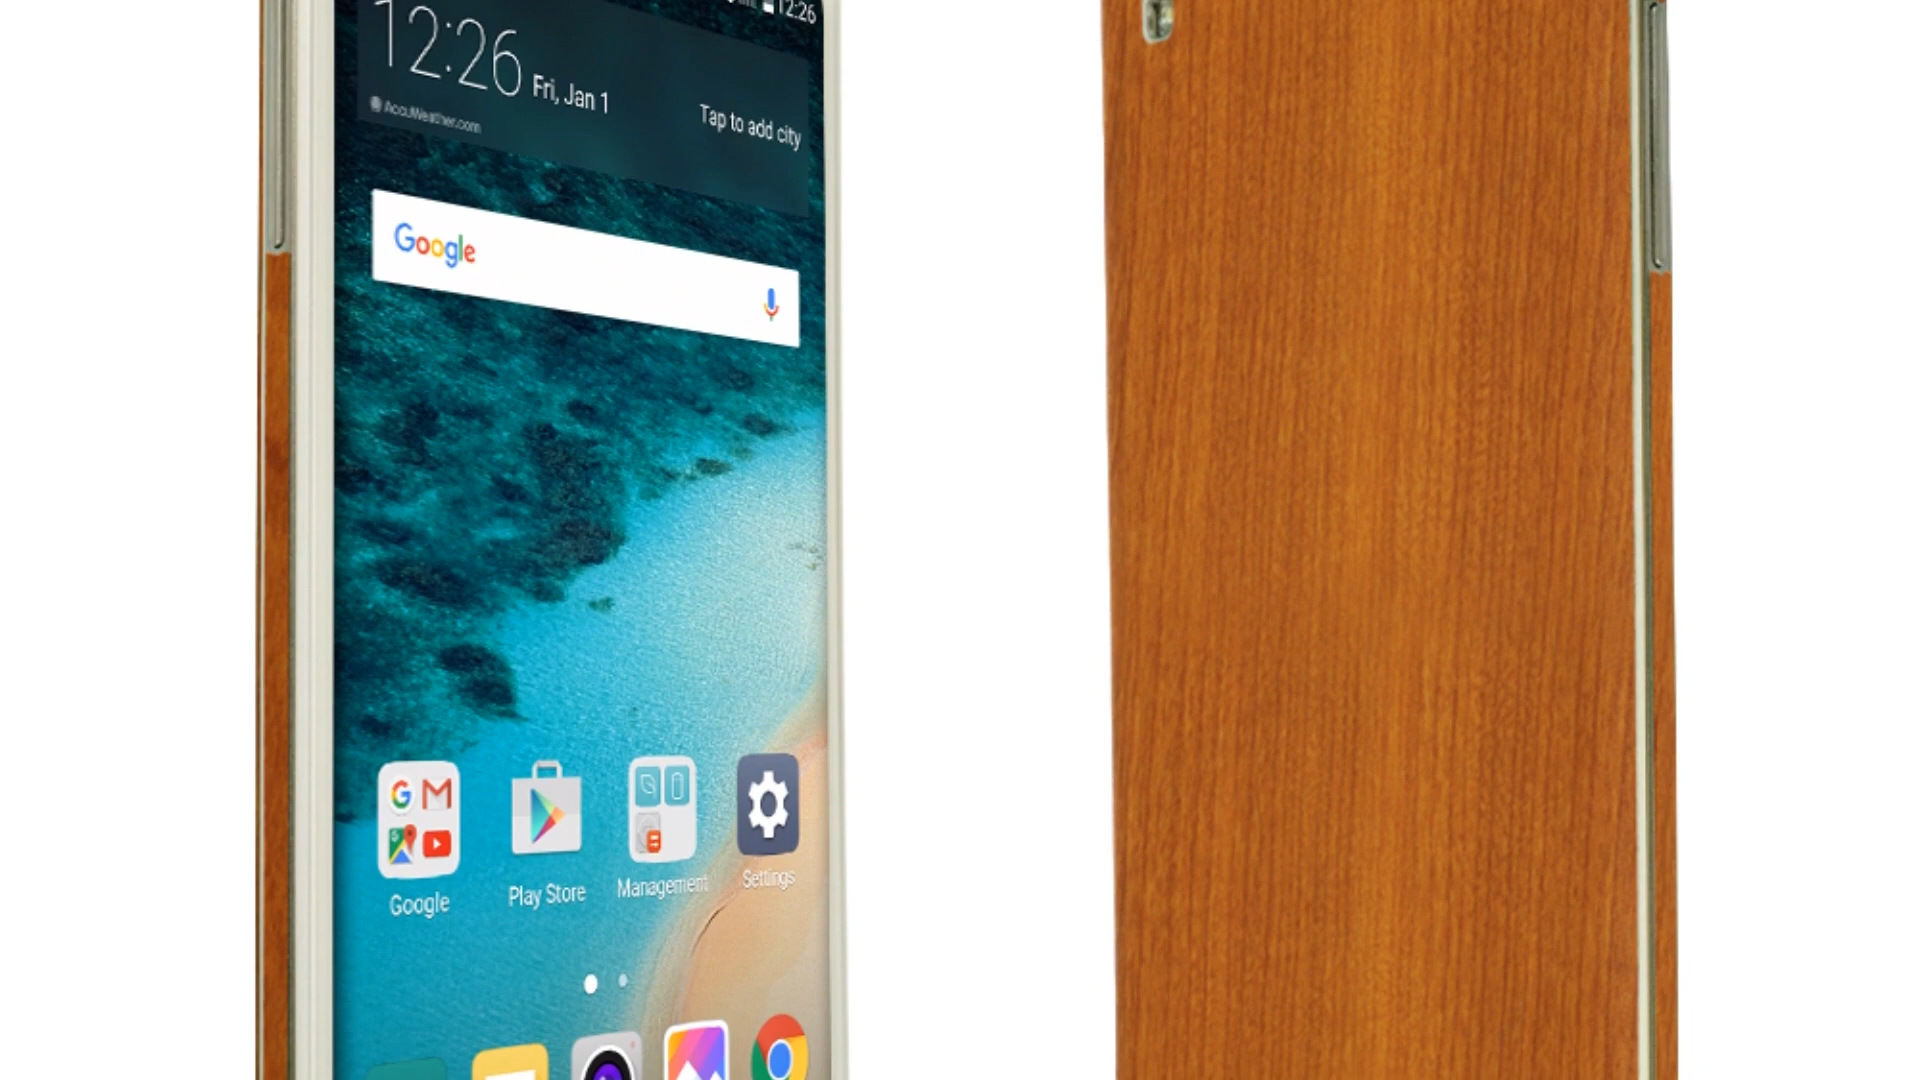 12:26
12:26 Fri, Jan 1
Tap to add city
AccuWeather.com
Google
Google
Play Store
Management
Settings